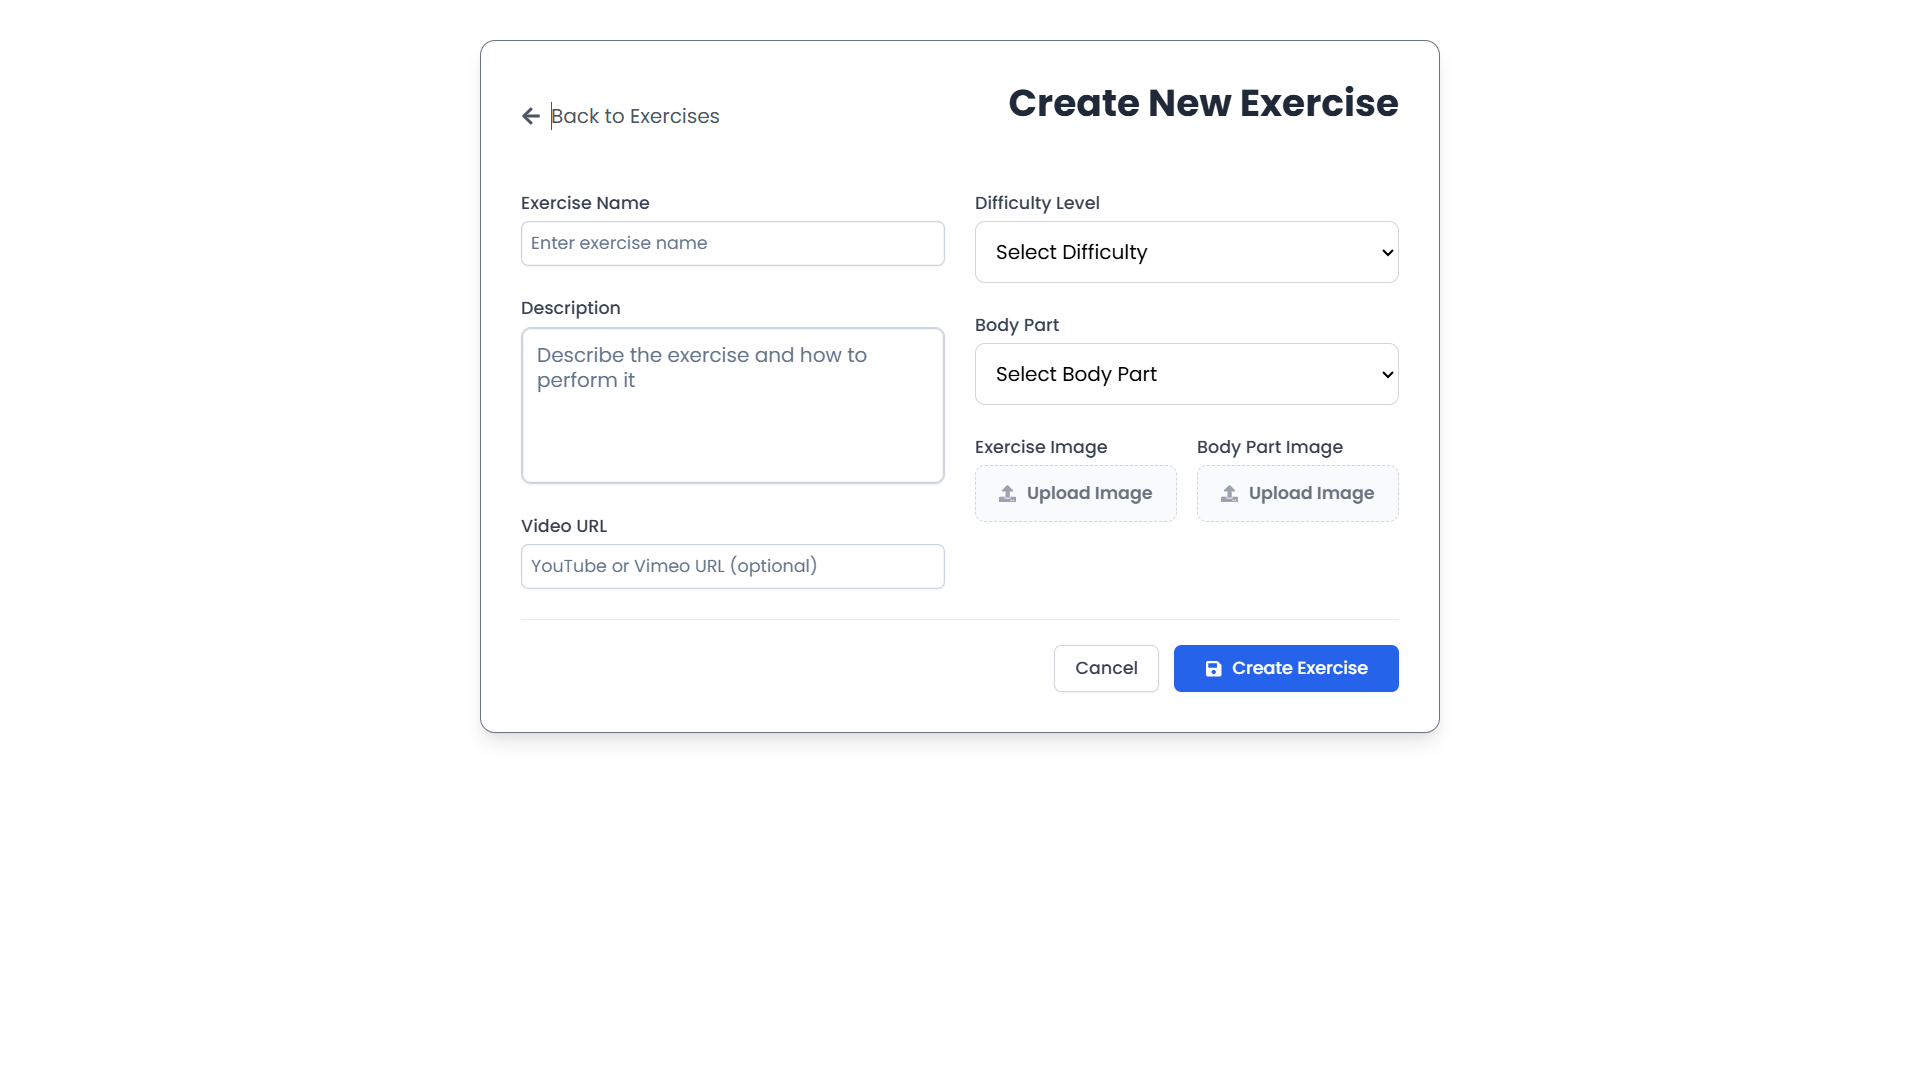 Back to Exercises
Create New Exercise
Exercise Name
Enter exercise name
Description
Describe the exercise and how to
perform it
Video URL
YouTube or Vimeo URL (optional)
Difficulty Level
Select Difficulty
Body Part
Select Body Part
Exercise Image
Upload Image
Body Part Image
Upload Image
Cancel
Create Exercise